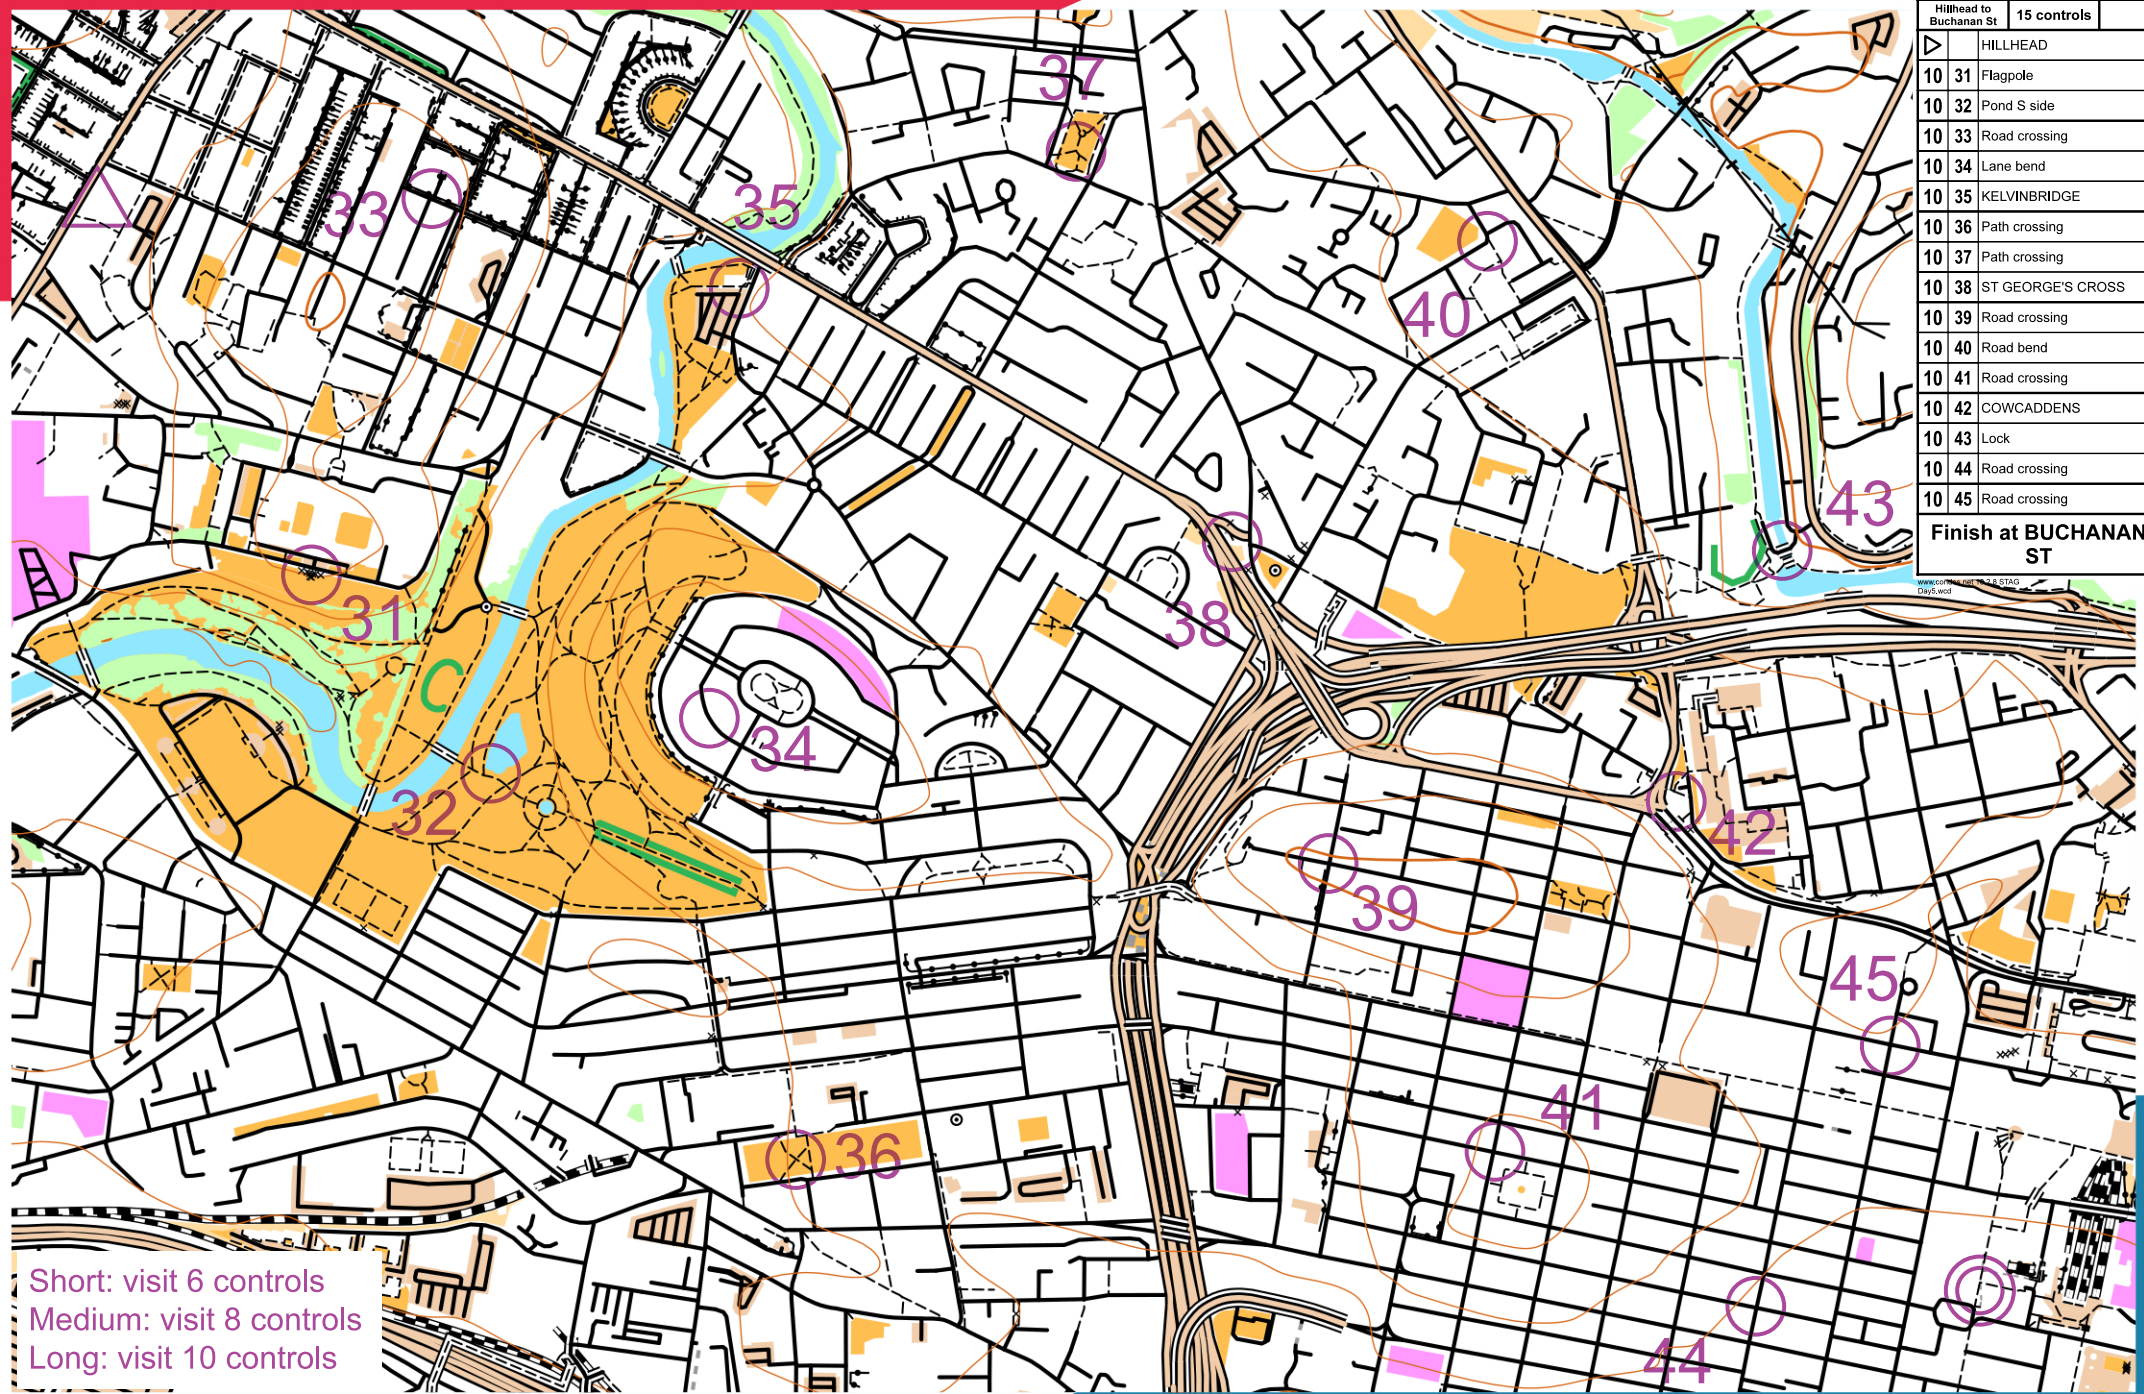 Hillhead to
Buchanan St
15 controls
HILLHEAD
10 31 Flagpole
10 32 Pond S side
10 33 Road crossing
10 34 Lane bend
10 35 KELVINBRIDGE
10 36 Path crossing
10 37 Path crossing
10 38 ST GEORGE'S CROSS
10 39 Road crossing
10 40 Road bend
10 41 Road crossing
10 42 COWCADDENS
10 43 Lock
10 44 Road crossing
10 45 Road crossing
Finish at BUCHANAN
ST
Day5.wcd
37
35
33
40
43
31
38
34
32
42
39
45
41
36
44
Short: visit 6 controls
Medium: visit 8 controls
Long: visit 10 controls